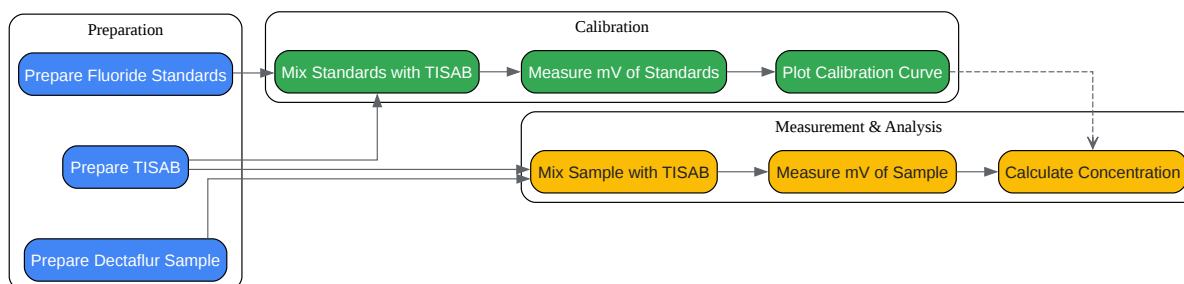 Preparation
Prepare Fluoride Standards
Prepare TISAB
Prepare Dectaflur Sample
Calibration
Mix Standards with TISAB
Measure mV of Standards
Plot Calibration Curve
Measurement & Analysis
Mix Sample with TISAB
Measure mV of Sample
Calculate Concentration